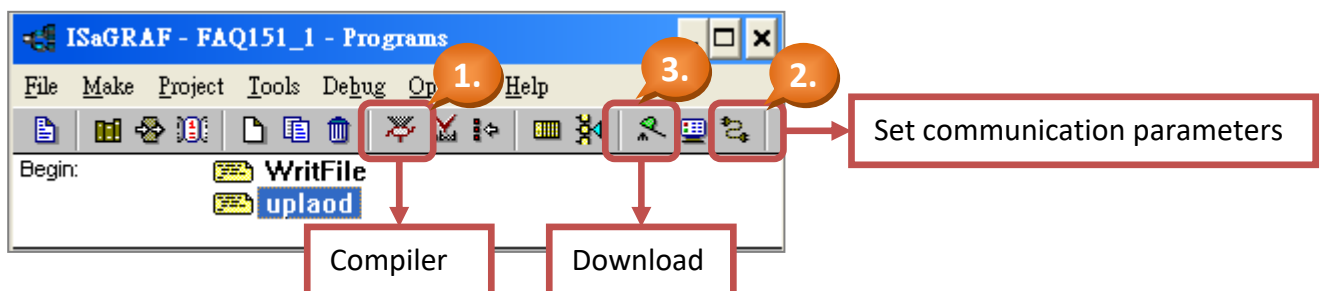 ISaGRAF - FAQ151_1 - Programs
File Make Project Tools Debug Op Help
1.
3.
2.
Set communication parameters
Begin: WritFile
uplaod
Compiler
Download